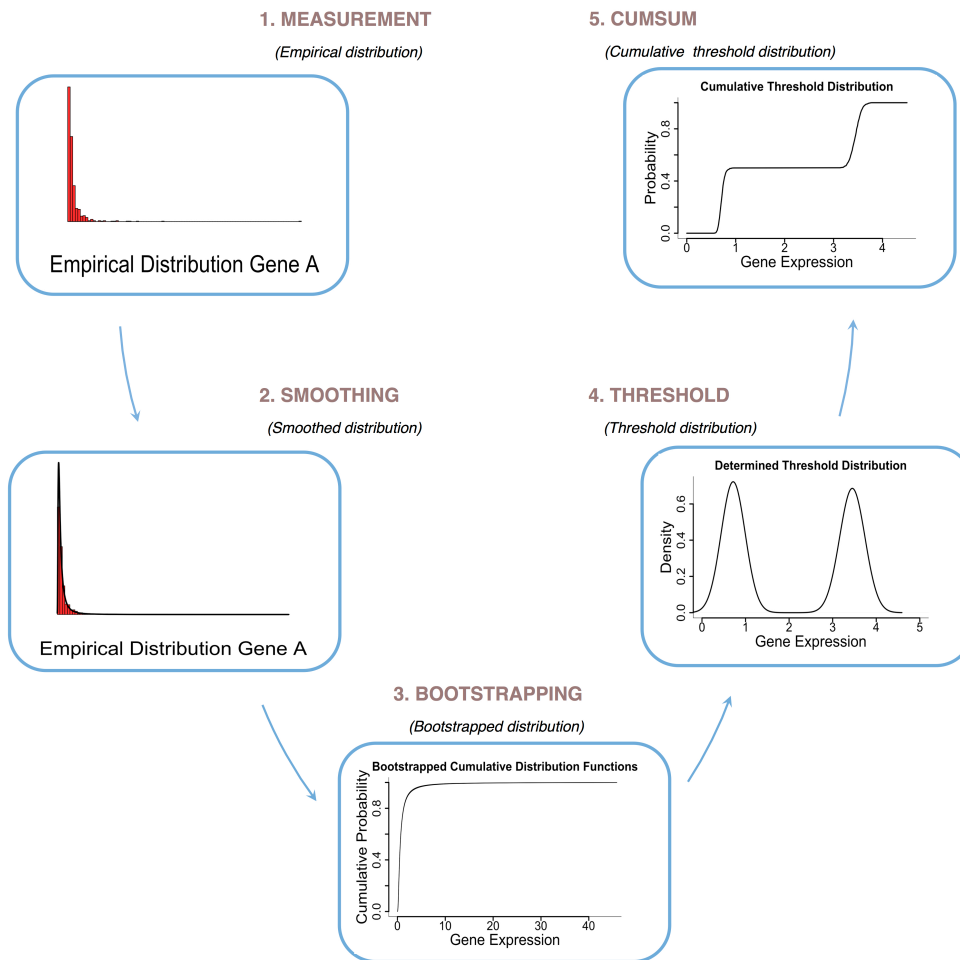 1. MEASUREMENT
(Empirical distribution)
Empirical Distribution Gene A
2. SMOOTHING
(Smoothed distribution)
Empirical Distribution Gene A
3. BOOTSTRAPPING
(Bootstrapped distribution)
Bootstrapped Cumulative Distribution Functions
Cumulative Probability
0.0 0.4 0.8
0 10 20 30 40
Gene Expression
4. THRESHOLD
(Threshold distribution)
Determined Threshold Distribution
Density
0.0 0.2 0.4 0.6
0 1 2 3 4 5
Gene Expression
5. CUMSUM
(Cumulative threshold distribution)
Cumulative Threshold Distribution
Probability
0.0 0.4 0.8
0 1 2 3 4
Gene Expression